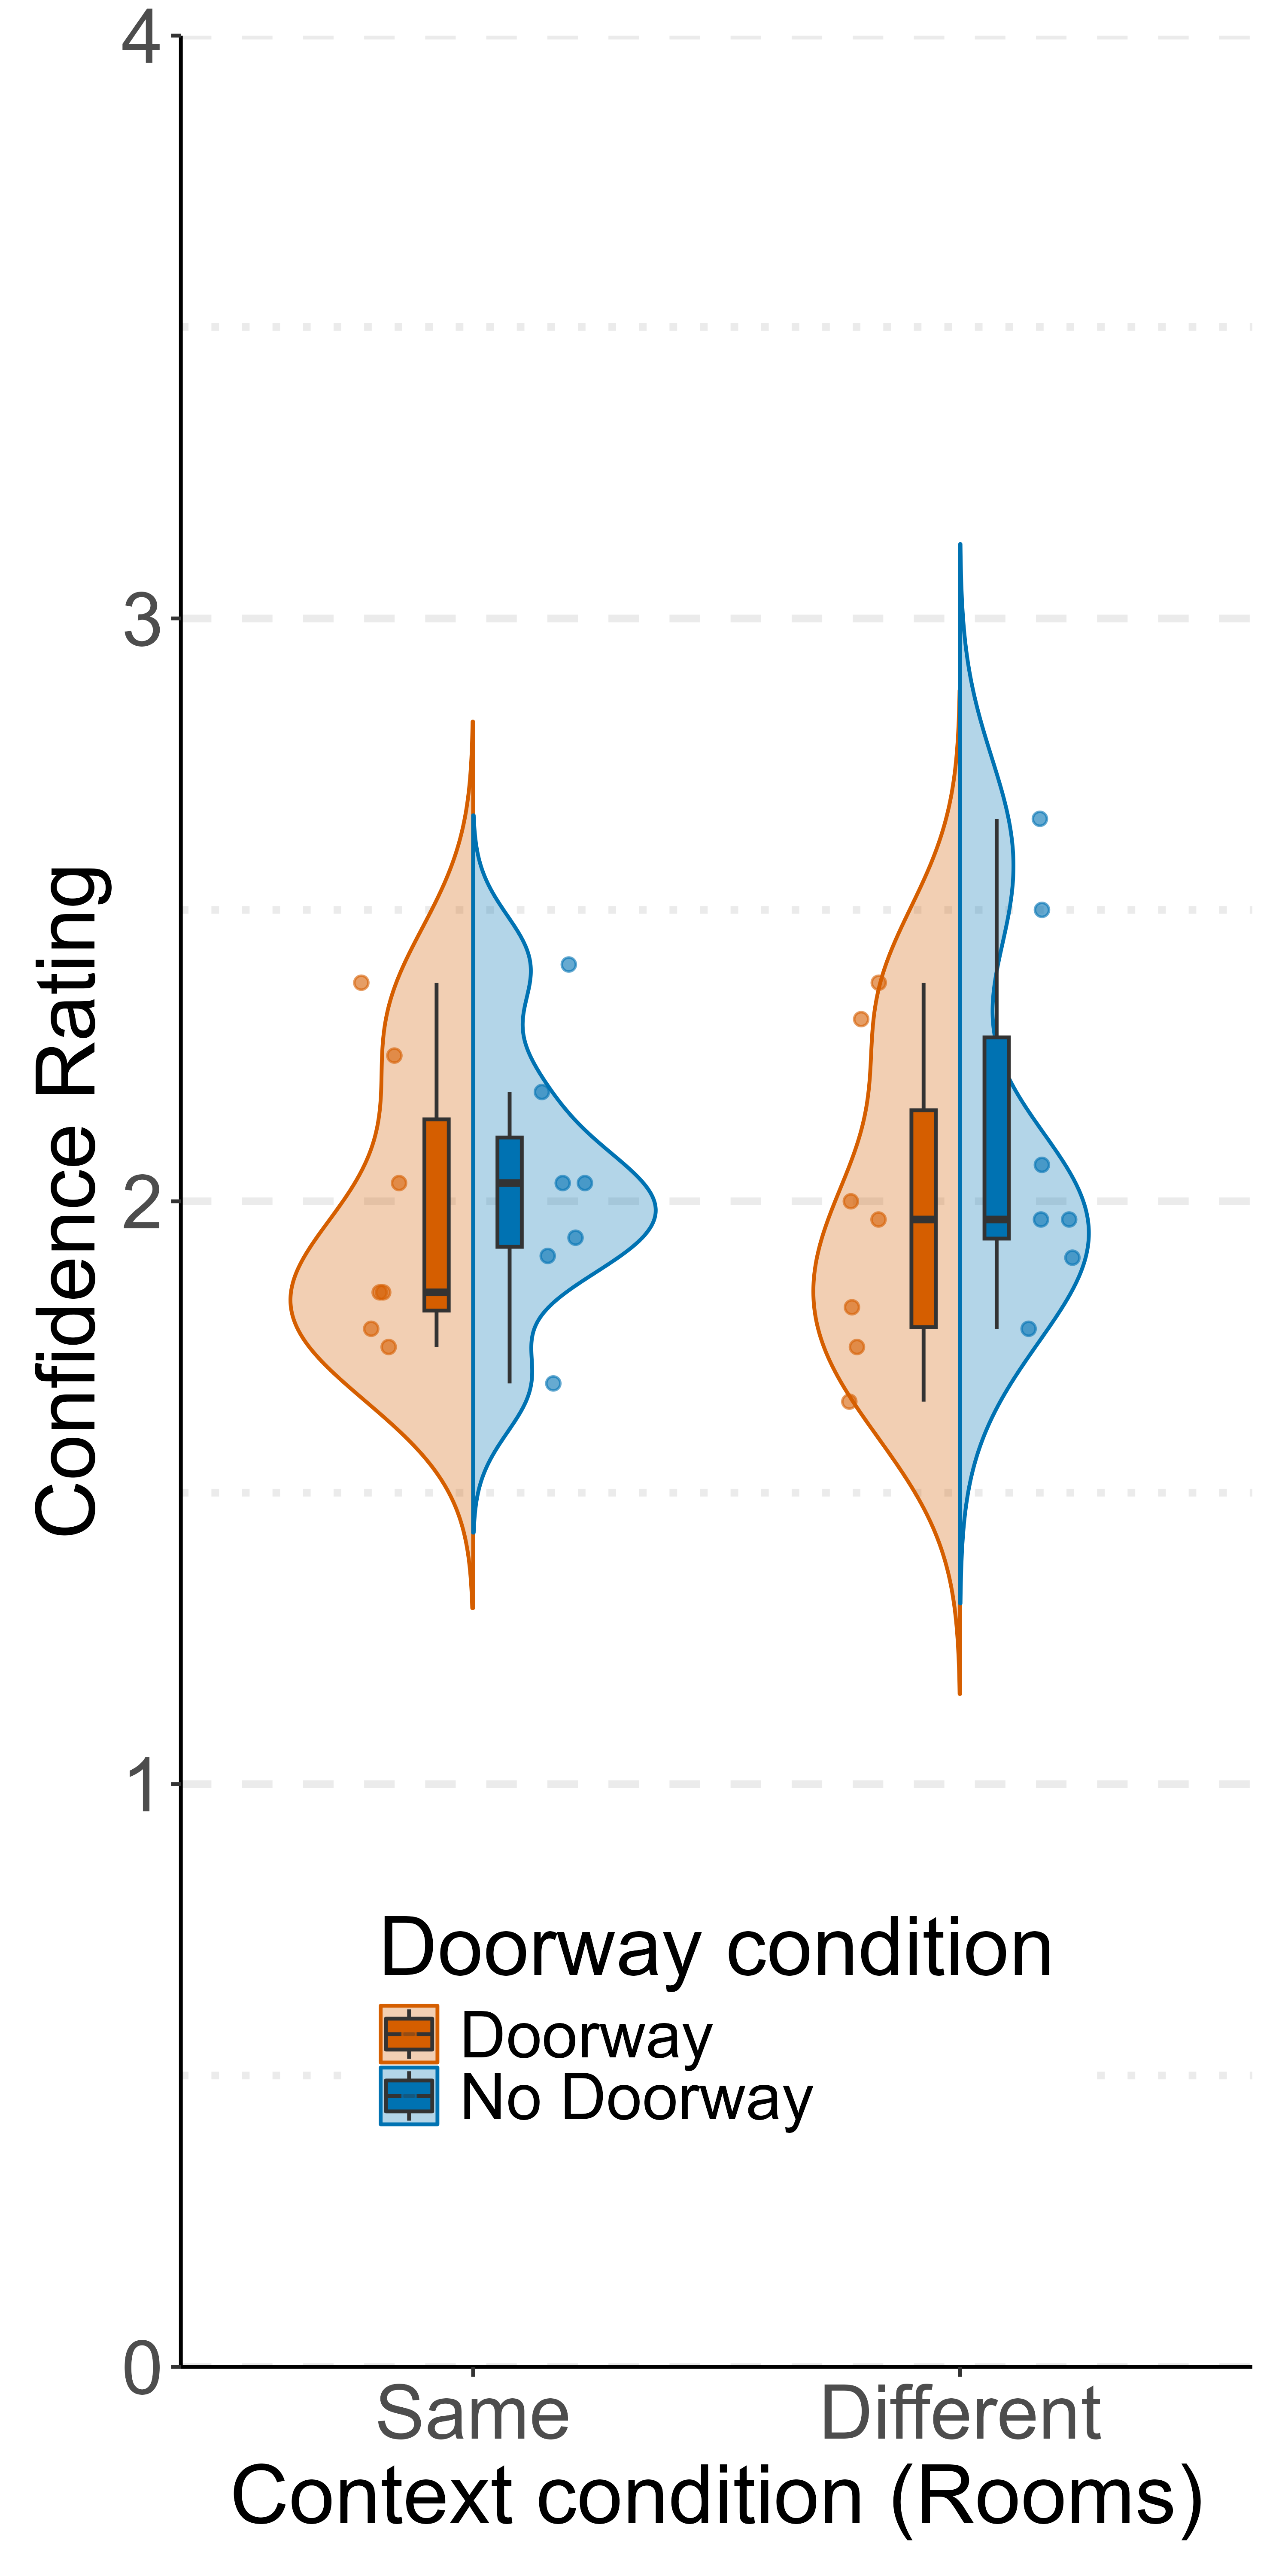 4
3
2
1
0
Confidence Rating
Doorway condition
Doorway
No Doorway
Same
Different
Context condition (Rooms)